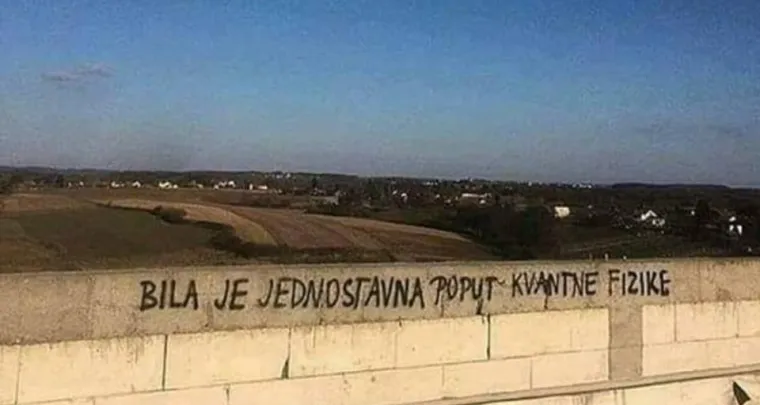 BILA JE JEDNOSTAVNA POPUT KVANTNE FIZIKE